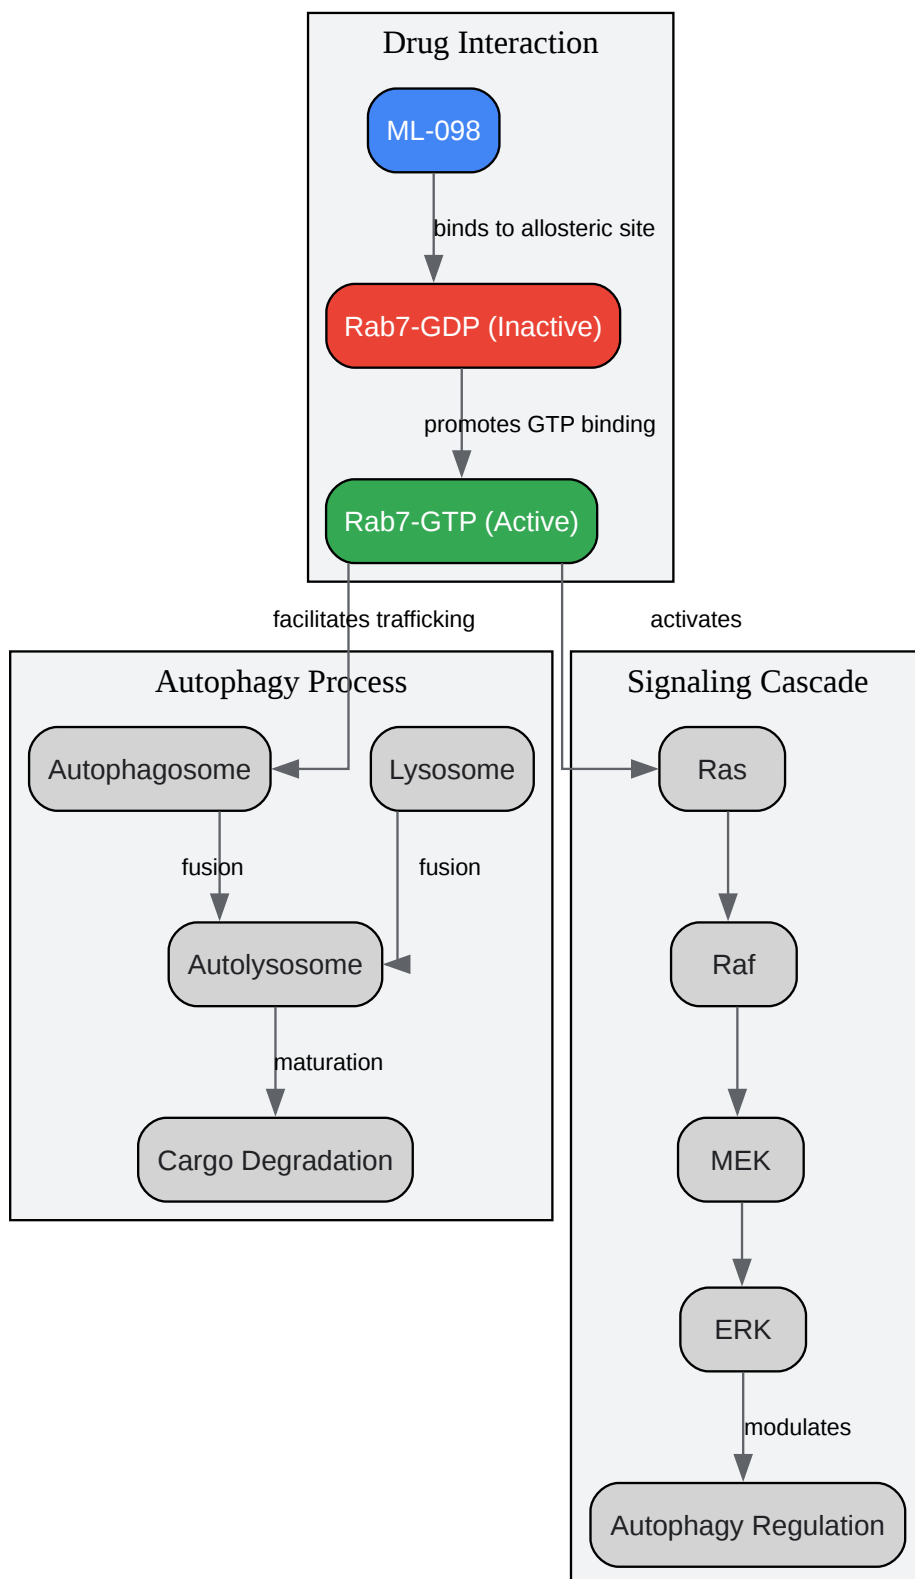 Drug Interaction
ML-098
binds to allosteric site
Rab7-GDP (Inactive)
promotes GTP binding
Rab7-GTP (Active)
facilitates trafficking
activates
Autophagy Process
Signaling Cascade
Autophagosome
Lysosome
Ras
fusion
fusion
Autolysosome
Raf
maturation
Cargo Degradation
MEK
ERK
modulates
Autophagy Regulation